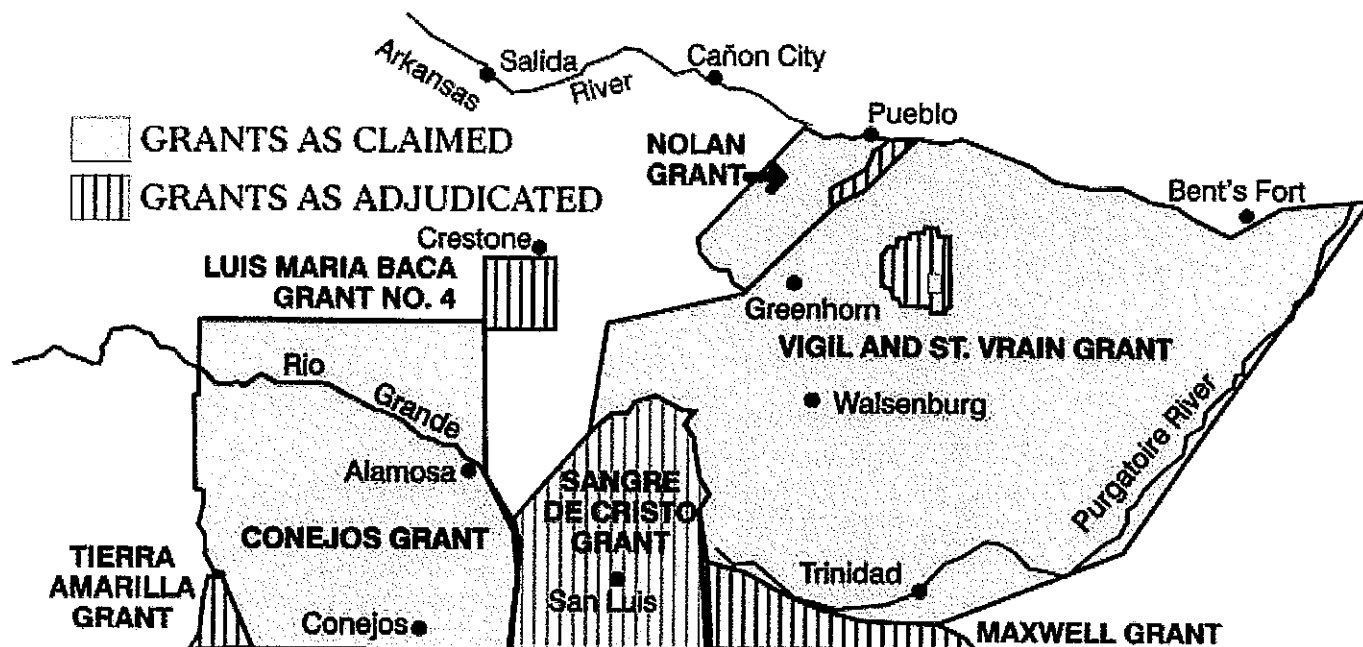 Arkansas
Salida
River
Cañon City
Pueblo
GRANTS AS CLAIMED
GRANTS AS ADJUDICATED
NOLAN
GRANT
Bent's Fort
Crestone
LUIS MARIA BACA
GRANT NO. 4
Greenhorn
VIGIL AND ST. VRAIN GRANT
Rio
Grande
Walsenburg
Purgatoire River
Alamosa
SANGRE
DE CRISTO
GRANT
CONEJOS GRANT
TIERRA
AMARILLA
GRANT
Trinidad
San Luis
Conejos
MAXWELL GRANT